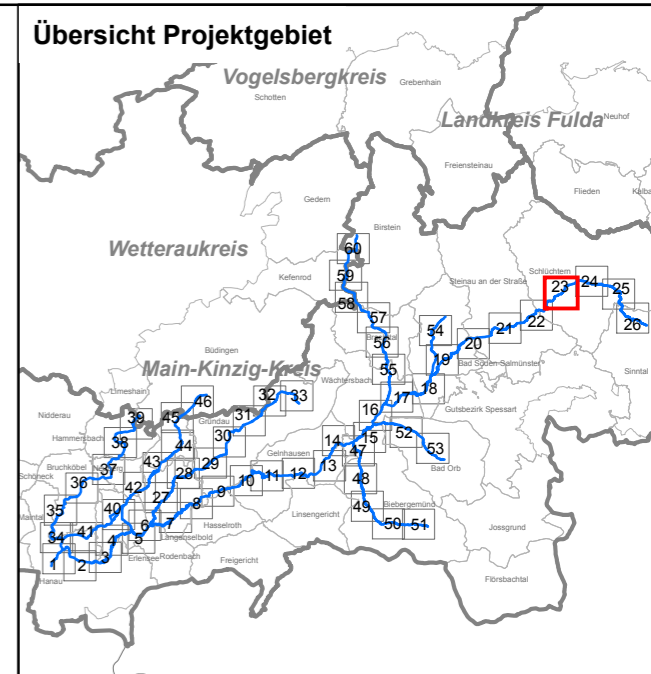 Übersicht Projektgebiet
Vogelsbergkreis
Grebenhain
Schotten
Landkreis Fulda
Neuhof
Freiensteinau
Flieden
Kalba
Gedern
Birstein
Wetteraukreis
60
Kefenrod
59
Schlüchtern
Steinau an der Straße
23
24
25
58
57
54
22
26
21
56
20
Sinntal
Büdingen
Main-Kinzig-Kreis
19
Bad Soden-Salmünster
55
Wächtersbach
Limeshain
46
32
33
17
18
Nidderau
39
45
31
Gründau
16
Gutsbezirk Spessart
Hammersbach
38
30
44
14
15
52
Gelnhausen
47
53
Bruchköbel
37
43
29
13
Bad Orb
Schöneck
36
28
10
11
12
48
42
9
Linsengericht
35
27
8
49
Biebergemünd
Maintal
40
Hasselroth
50
51
41
6
7
Jossgrund
34
5
Langenselbold
4
Erlensee
Rodenbach
Freigericht
1
2
3
Hanau
Flörsbachtal